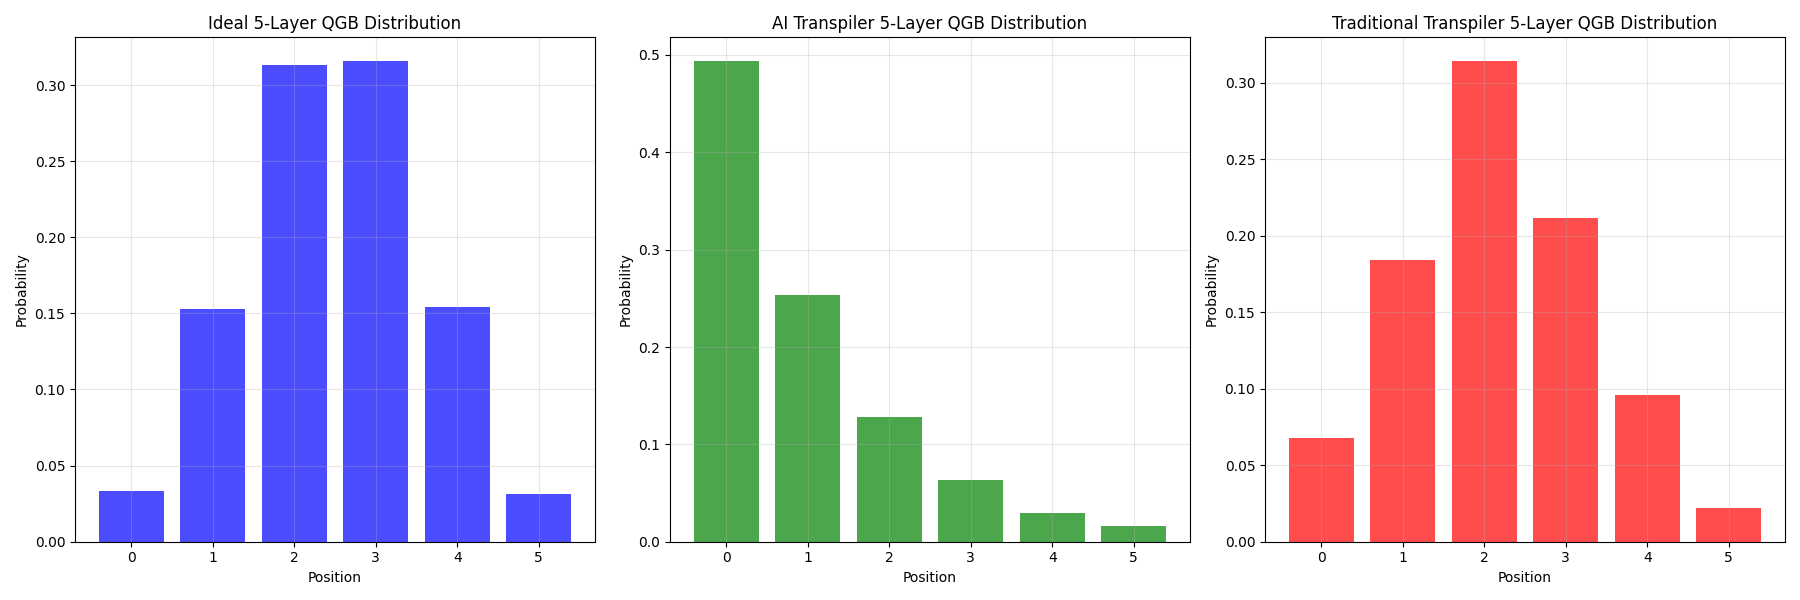 Ideal 5-Layer QGB Distribution
Probability
0.30
0.25
0.20
0.15
0.10
0.05
0.00
0 1 2 3 4 5
Position
AI Transpiler 5-Layer QGB Distribution
Probability
0.5
0.4
0.3
0.2
0.1
0.0
0 1 2 3 4 5
Position
Traditional Transpiler 5-Layer QGB Distribution
Probability
0.30
0.25
0.20
0.15
0.10
0.05
0.00
0 1 2 3 4 5
Position